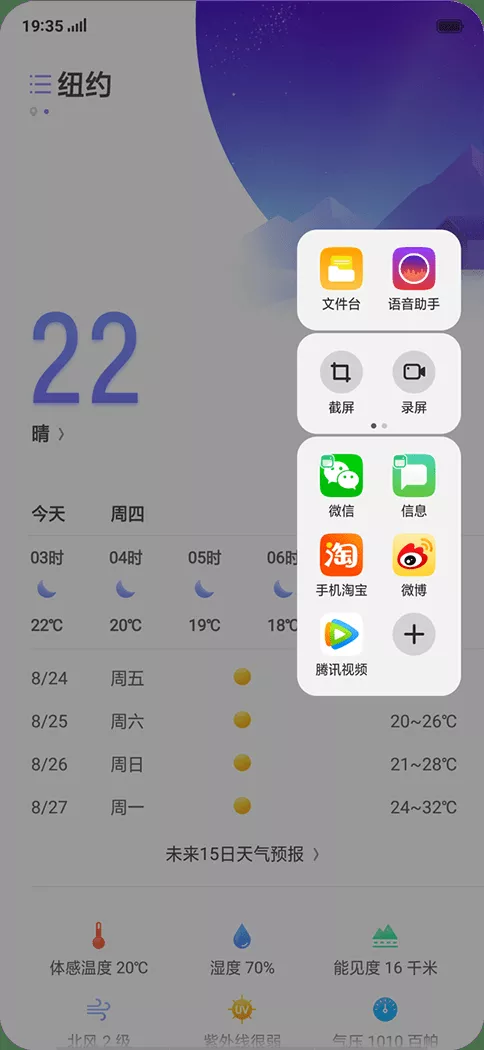 19:35
纽约
文件台 语音助手
22
截屏 录屏
晴
微信 信息
今天 周四
03时 04时 05时 06时
淘
手机淘宝 微博
22℃ 20℃ 19℃ 18℃
腾讯视频
8/24 周五
8/25 周六 20~26℃
8/26 周日 21~28℃
8/27 周一 24~32℃
未来15日天气预报
体感温度 20℃ 湿度 70% 能见度 16 千米
UV
北风 2 级 紫外线很弱 气压 1010 百帕